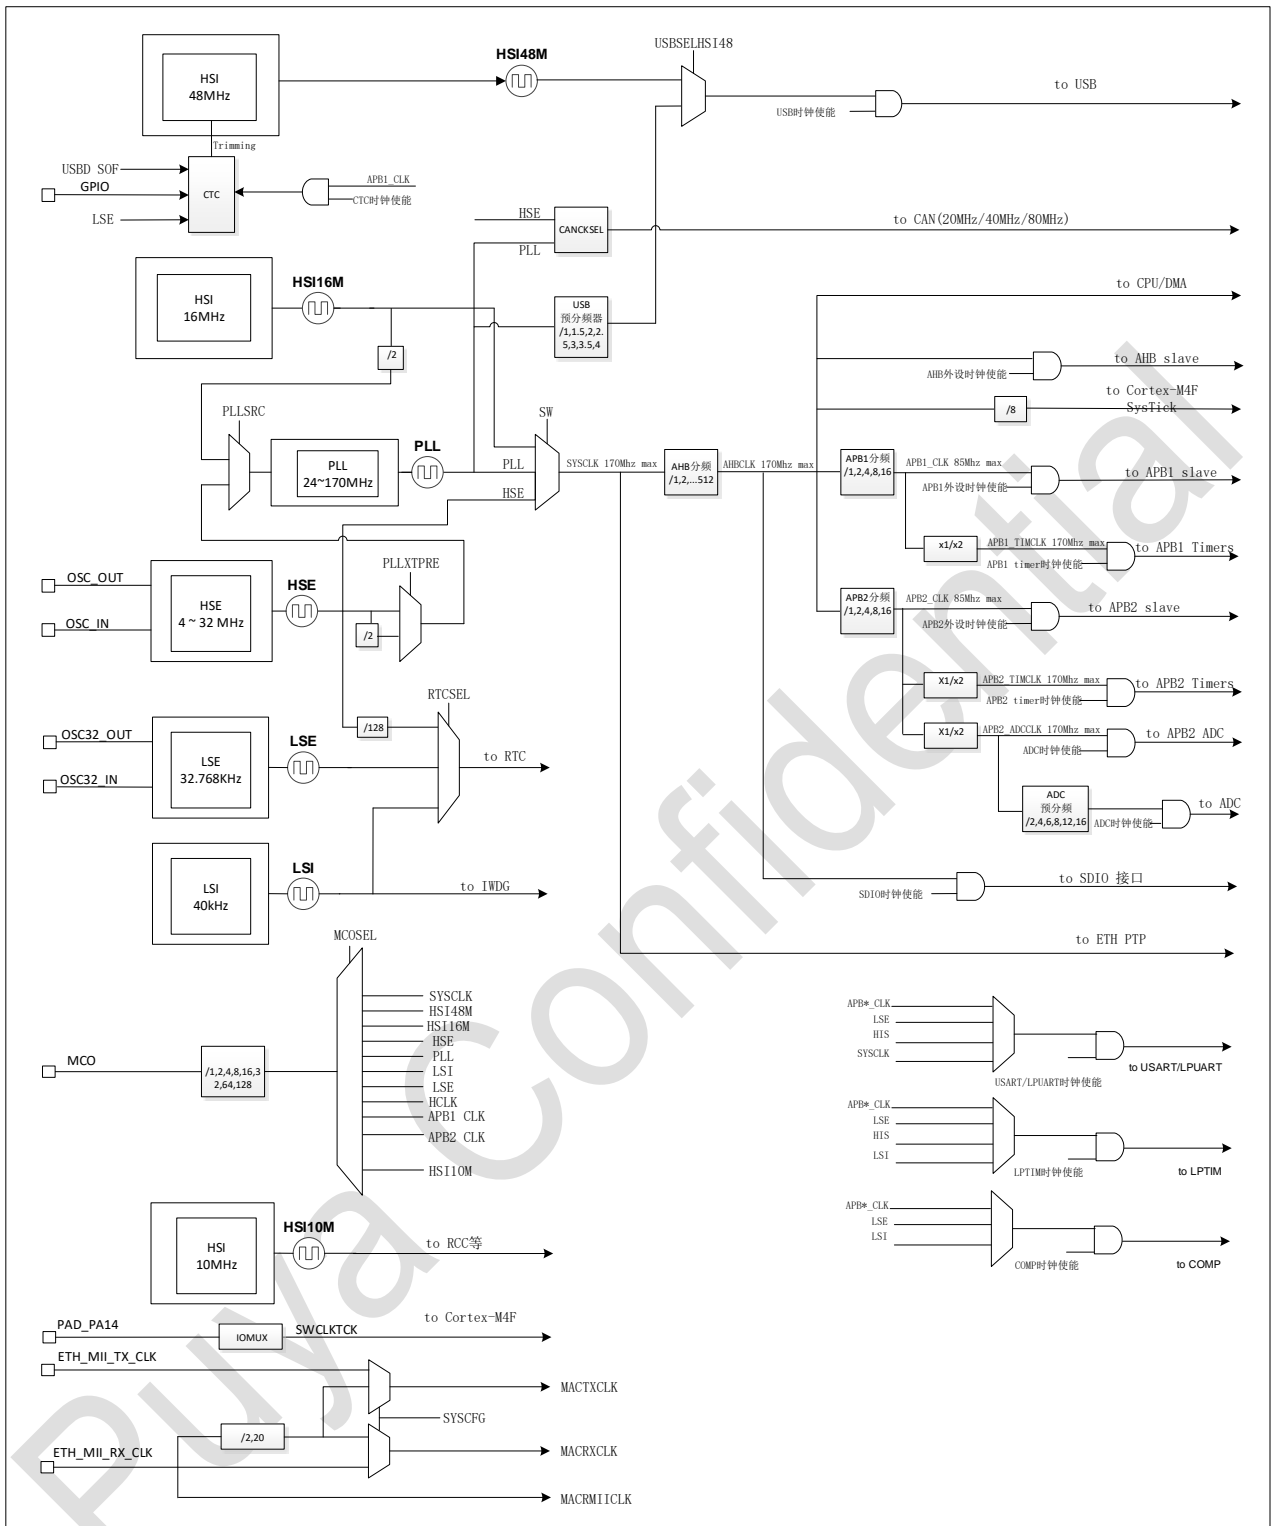 HSI48M
USBSELHSI48
HSI
48MHz
to USB
USB时钟使能
Trimming
USBD SOF
GPIO
LSE
CTC
APB1_CLK
CTC时钟使能
HSE
PLL
CANCKSEL
to CAN(20MHz/40MHz/80MHz)
HSI16M
HSI
16MHz
/2
USB
预分频器
/1,1.5,2,2.
5,3,3.5,4
to CPU/DMA
to AHB slave
AHB外设时钟使能
to Cortex-M4F
SysTick
/8
PLLSRC
PLL
24~170MHz
PLL
SW
PLL
HSE
SYSCLK 170Mhz max
AHB分频
/1,2,...512
AHBCLK 170Mhz max
APB1分频
/1,2,4,8,16
APB1_CLK 85Mhz max
APB1外设时钟使能
to APB1 slave
x1/x2
APB1_TIMCLK 170Mhz max
APB1 timer时钟使能
to APB1 Timers
PLLXTPRE
OSC_OUT
OSC_IN
HSE
4 ~ 32 MHz
HSE
/2
APB2分频
/1,2,4,8,16
APB2_CLK 85Mhz max
APB2外设时钟使能
to APB2 slave
X1/x2
APB2_TIMCLK 170Mhz max
APB2 timer时钟使能
to APB2 Timers
X1/x2
APB2_ADCCLK 170Mhz max
ADC时钟使能
to APB2 ADC
ADC
预分频
/2,4,6,8,12,16
ADC时钟使能
to ADC
RTCSEL
/128
OSC32_OUT
OSC32_IN
LSE
32.768KHz
LSE
to RTC
LSI
40kHz
LSI
to IWDG
SDIO时钟使能
to SDIO 接口
to ETH PTP
MCOSEL
SYSCLK
HSI48M
HSI16M
HSE
PLL
LSI
LSE
HCLK
APB1 CLK
APB2 CLK
HSI10M
MCO
/1,2,4,8,16,3
2,64,128
APB*_CLK
LSE
HIS
SYSCLK
USART/LPUART时钟使能
to USART/LPUART
APB*_CLK
LSE
HIS
LSI
LPTIM时钟使能
to LPTIM
APB*_CLK
LSE
LSI
COMP时钟使能
to COMP
HSI
10MHz
HSI10M
to RCC等
PAD_PA14
IOMUX
SWCLKTCK
to Cortex-M4F
ETH_MII_TX_CLK
MACTXCLK
SYSCFG
/2,20
ETH_MII_RX_CLK
MACRXCLK
MACRMIICLK
Puya Confidential